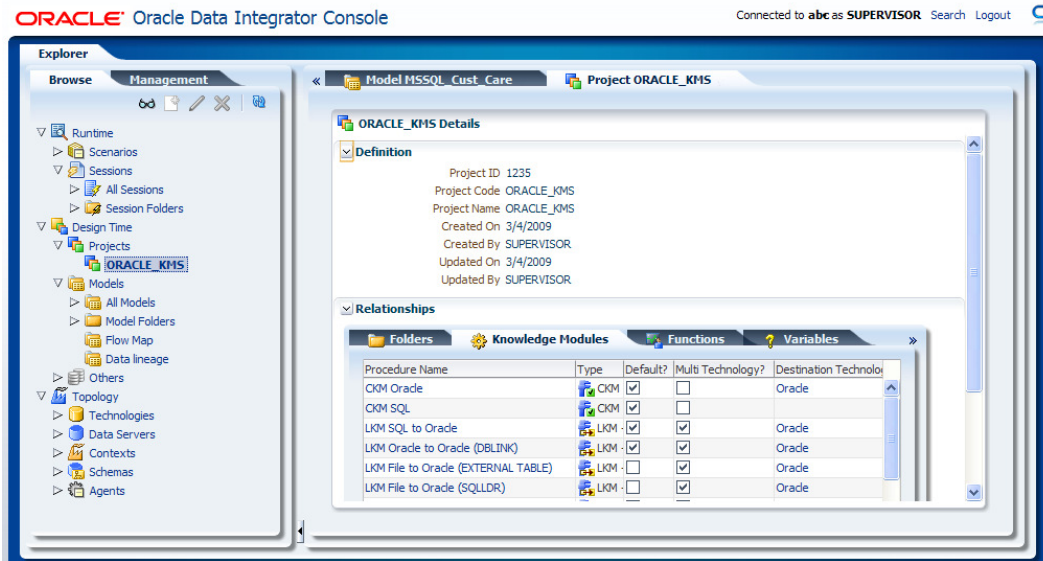 ORACLE Oracle Data Integrator Console
Connected to abc as SUPERVISOR Search Logout
Explorer
Browse Management
Runtime
Scenarios
Sessions
All Sessions
Session Folders
Design Time
Projects
ORACLE_KMS
Models
All Models
Model Folders
Flow Map
Data lineage
Others
Topology
Technologies
Data Servers
Contexts
Schemas
Agents
« Model MSSQL_Cust_Care Project ORACLE_KMS
ORACLE_KMS Details
Definition
Project ID 1235
Project Code ORACLE_KMS
Project Name ORACLE_KMS
Created On 3/4/2009
Created By SUPERVISOR
Updated On 3/4/2009
Updated By SUPERVISOR
Relationships
Folders Knowledge Modules Functions Variables »
Procedure Name Type Default? Multi Technology? Destination Technolo
CKM Oracle CKM Oracle
CKM SQL CKM
LKM SQL to Oracle LKM - Oracle
LKM Oracle to Oracle (DBLINK) LKM - Oracle
LKM File to Oracle (EXTERNAL TABLE) LKM - Oracle
LKM File to Oracle (SQLLDR) LKM - Oracle